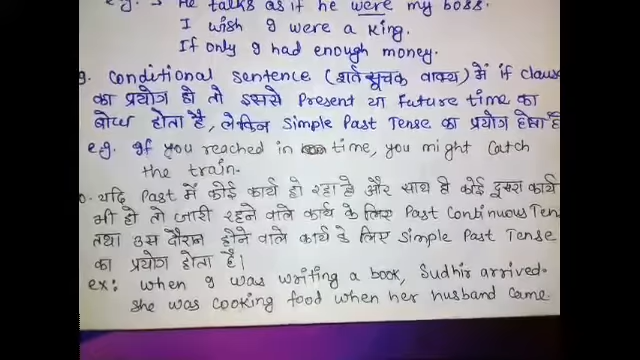 e.g. → He talks as if he were my boss.
I wish I were a King.
If only I had enough money.
9. Conditional Sentence (शर्त सूचक वाक्य) में if clause
का प्रयोग हो तो इससे Present या Future time का
बोध होता है, लेकिन Simple Past Tense का प्रयोग होता है
e.g. If you reached in time, you might catch
the train.
यदि Past में कोई कार्य हो रहा हो और साथ ही कोई दूसरा कार्य
भी हो तो जारी रहने वाले कार्य के लिए Past Continuous Ten
तथा उस दौरान होने वाले कार्य के लिए Simple Past Tense
का प्रयोग होता है।
ex: When I was writing a book, Sudhir arrived.
She was cooking food when her husband came